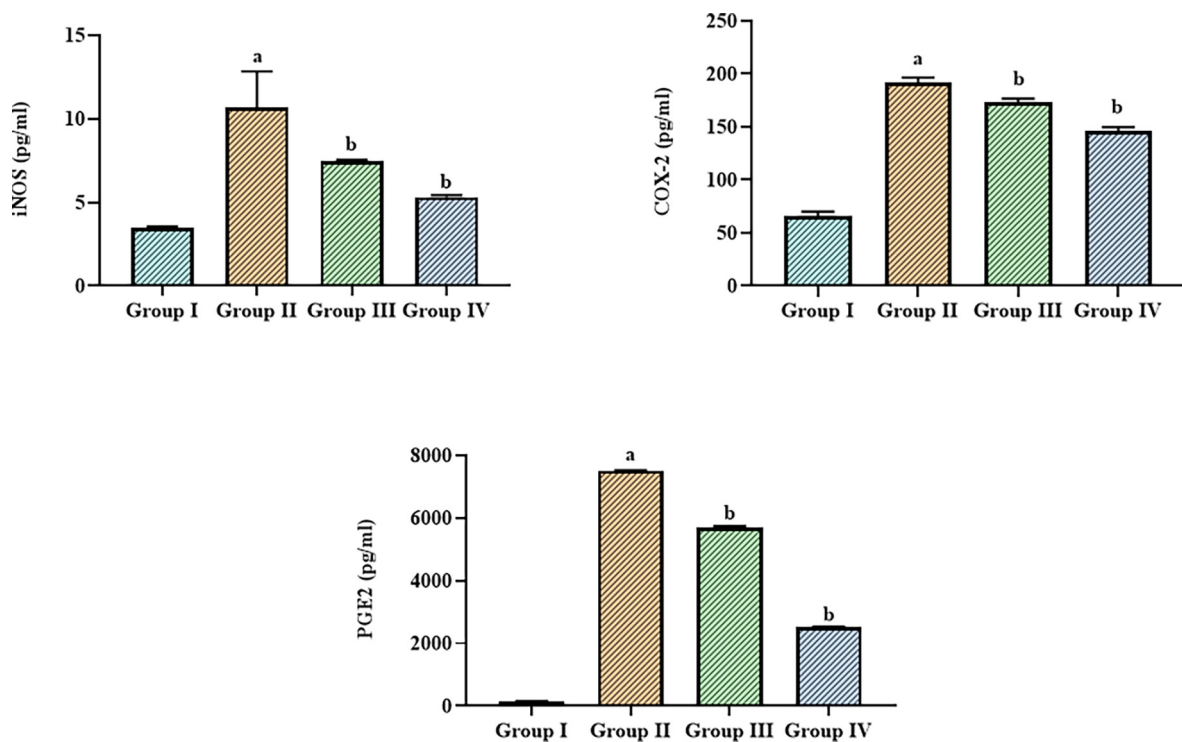 15
10
5
0
iNOS (pg/ml)
a
b
b
Group I Group II Group III Group IV
250
200
150
100
50
0
COX-2 (pg/ml)
a
b
b
Group I Group II Group III Group IV
8000
6000
4000
2000
0
PGE2 (pg/ml)
a
b
b
Group I Group II Group III Group IV